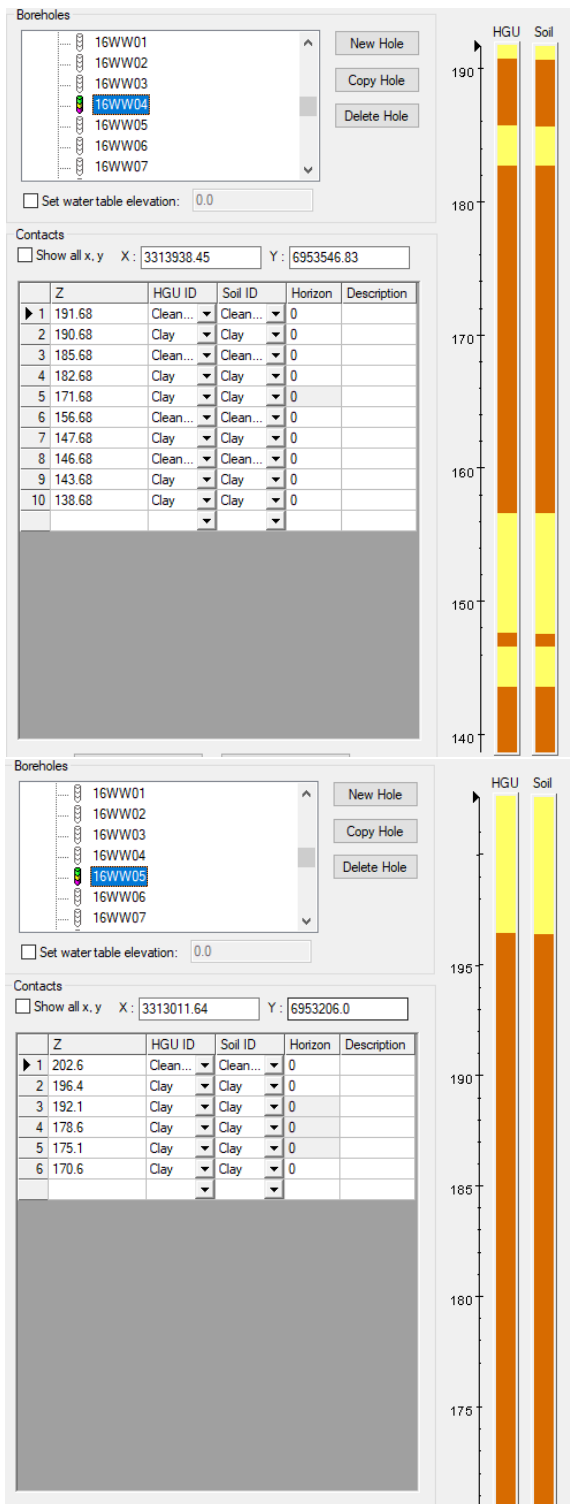 Boreholes
16WW01
16WW02
16WW03
16WW04
16WW05
16WW06
16WW07
New Hole
Copy Hole
Delete Hole
Set water table elevation: 0.0
Contacts
Show all x, y X : 3313938.45 Y : 6953546.83
Z HGU ID Soil ID Horizon Description
1 191.68 Clean... Clean... 0
2 190.68 Clay Clay 0
3 185.68 Clean... Clean... 0
4 182.68 Clay Clay 0
5 171.68 Clay Clay 0
6 156.68 Clean... Clean... 0
7 147.68 Clay Clay 0
8 146.68 Clean... Clean... 0
9 143.68 Clay Clay 0
10 138.68 Clay Clay 0
HGU Soil
190
180
170
160
150
140
Boreholes
16WW01
16WW02
16WW03
16WW04
16WW05
16WW06
16WW07
New Hole
Copy Hole
Delete Hole
Set water table elevation: 0.0
Contacts
Show all x, y X : 3313011.64 Y : 6953206.0
Z HGU ID Soil ID Horizon Description
1 202.6 Clean... Clean... 0
2 196.4 Clay Clay 0
3 192.1 Clay Clay 0
4 178.6 Clay Clay 0
5 175.1 Clay Clay 0
6 170.6 Clay Clay 0
HGU Soil
195
190
185
180
175